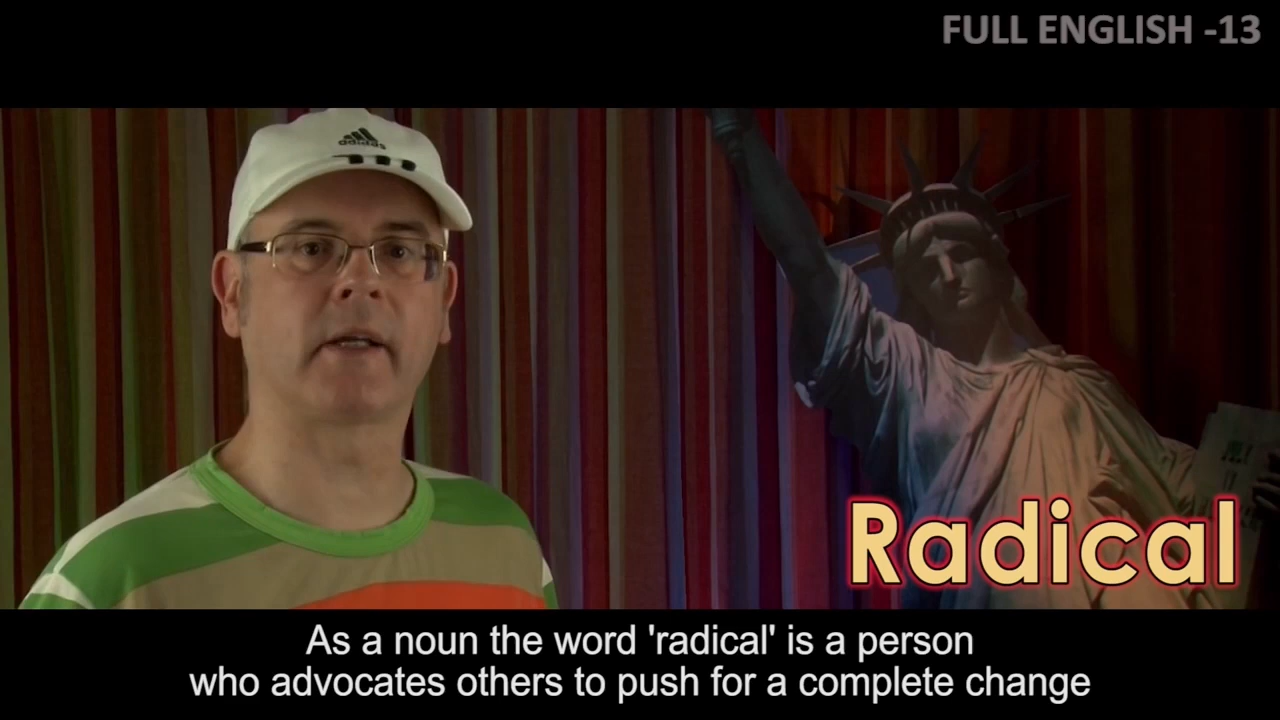 FULL ENGLISH -13
adidas
Radical
As a noun the word 'radical' is a person
who advocates others to push for a complete change